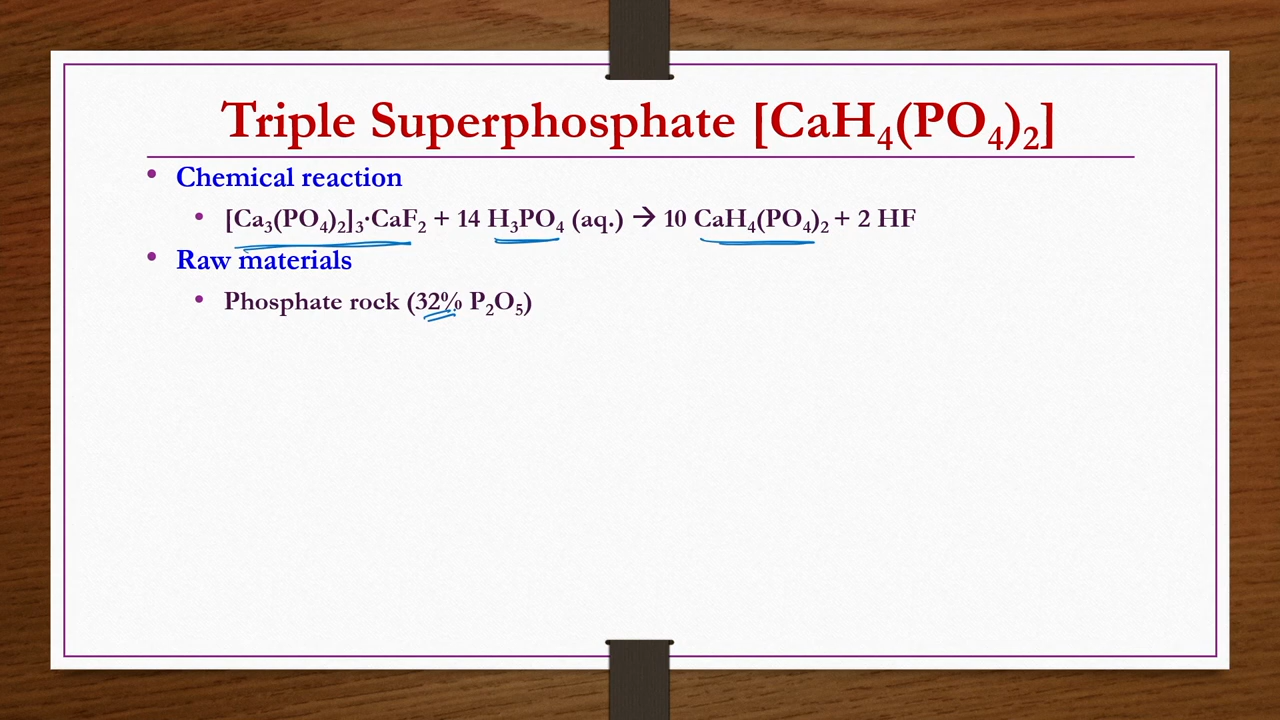 Triple Superphosphate [CaH₄(PO₄)₂]
• Chemical reaction
• [Ca₃(PO₄)₂]₃·CaF₂ + 14 H₃PO₄ (aq.) → 10 CaH₄(PO₄)₂ + 2 HF
• Raw materials
• Phosphate rock (32% P₂O₅)